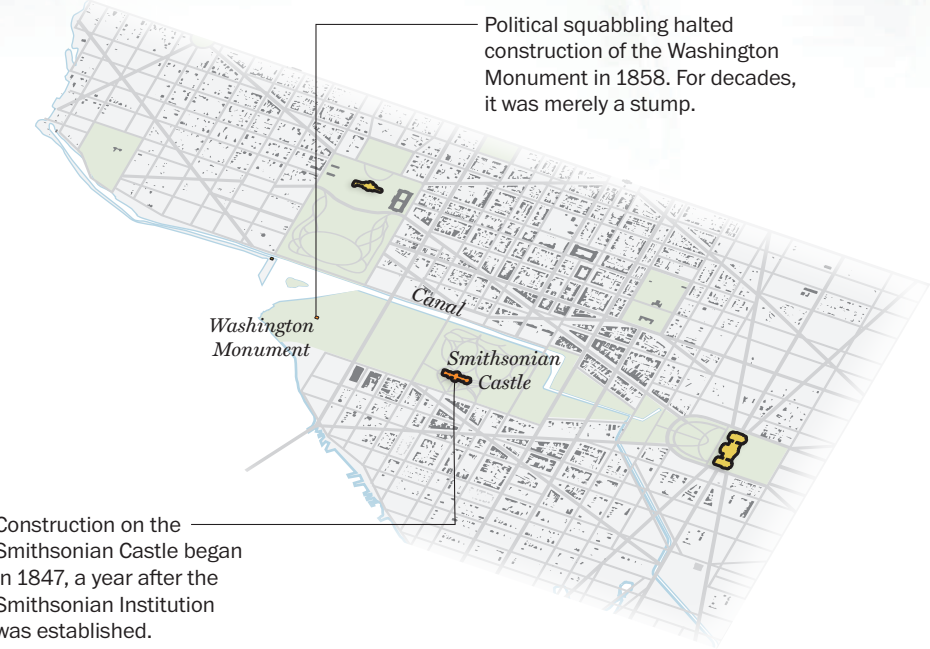 Political squabbling halted
construction of the Washington
Monument in 1858. For decades,
it was merely a stump.
Canal
Washington
Monument
Smithsonian
Castle
Construction on the
Smithsonian Castle began
in 1847, a year after the
Smithsonian Institution
was established.